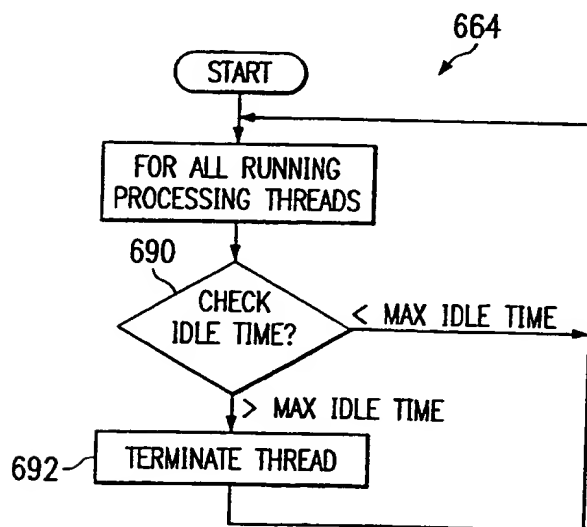 664
START
FOR ALL RUNNING
PROCESSING THREADS
690
CHECK
IDLE TIME?
< MAX IDLE TIME
> MAX IDLE TIME
692
TERMINATE THREAD